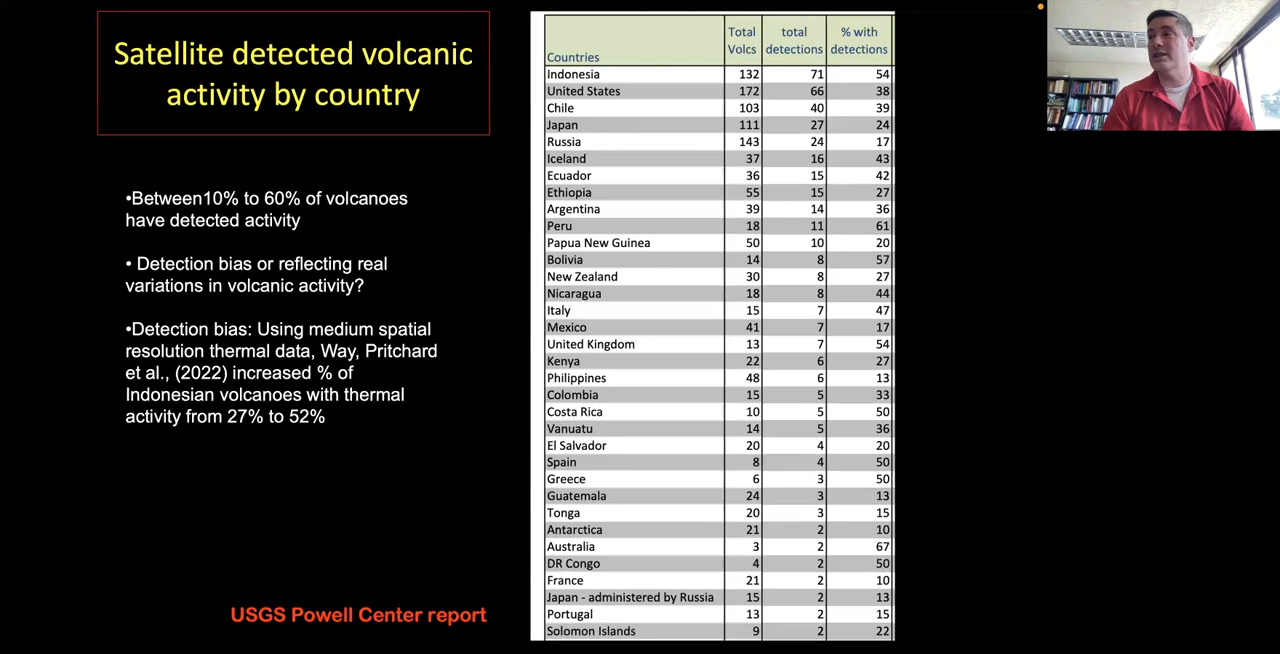 Satellite detected volcanic
activity by country
•Between10% to 60% of volcanoes
have detected activity
• Detection bias or reflecting real
variations in volcanic activity?
•Detection bias: Using medium spatial
resolution thermal data, Way, Pritchard
et al., (2022) increased % of
Indonesian volcanoes with thermal
activity from 27% to 52%
USGS Powell Center report
Countries Total Volcs total detections % with detections
Indonesia 132 71 54
United States 172 66 38
Chile 103 40 39
Japan 111 27 24
Russia 143 24 17
Iceland 37 16 43
Ecuador 36 15 42
Ethiopia 55 15 27
Argentina 39 14 36
Peru 18 11 61
Papua New Guinea 50 10 20
Bolivia 14 8 57
New Zealand 30 8 27
Nicaragua 18 8 44
Italy 15 7 47
Mexico 41 7 17
United Kingdom 13 7 54
Kenya 22 6 27
Philippines 48 6 13
Colombia 15 5 33
Costa Rica 10 5 50
Vanuatu 14 5 36
El Salvador 20 4 20
Spain 8 4 50
Greece 6 3 50
Guatemala 24 3 13
Tonga 20 3 15
Antarctica 21 2 10
Australia 3 2 67
DR Congo 4 2 50
France 21 2 10
Japan - administered by Russia 15 2 13
Portugal 13 2 15
Solomon Islands 9 2 22